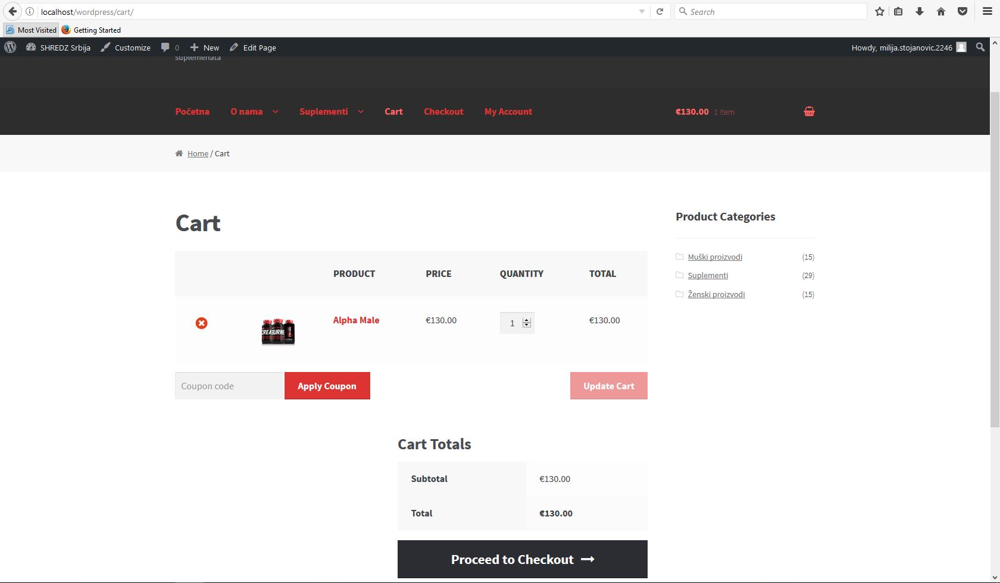 localhost/wordpress/cart/
Search
Most Visited Getting Started
SHREDZ Srbija Customize 0 New Edit Page Howdy, milija.stojanovic.2246
suplemenata
Početna O nama Suplementi Cart Checkout My Account €130.00 1 item
Home / Cart
Cart
Product Categories
Muški proizvodi (15)
Suplementi (29)
Ženski proizvodi (15)
PRODUCT PRICE QUANTITY TOTAL
Alpha Male €130.00 1 €130.00
Coupon code Apply Coupon Update Cart
Cart Totals
Subtotal €130.00
Total €130.00
Proceed to Checkout →